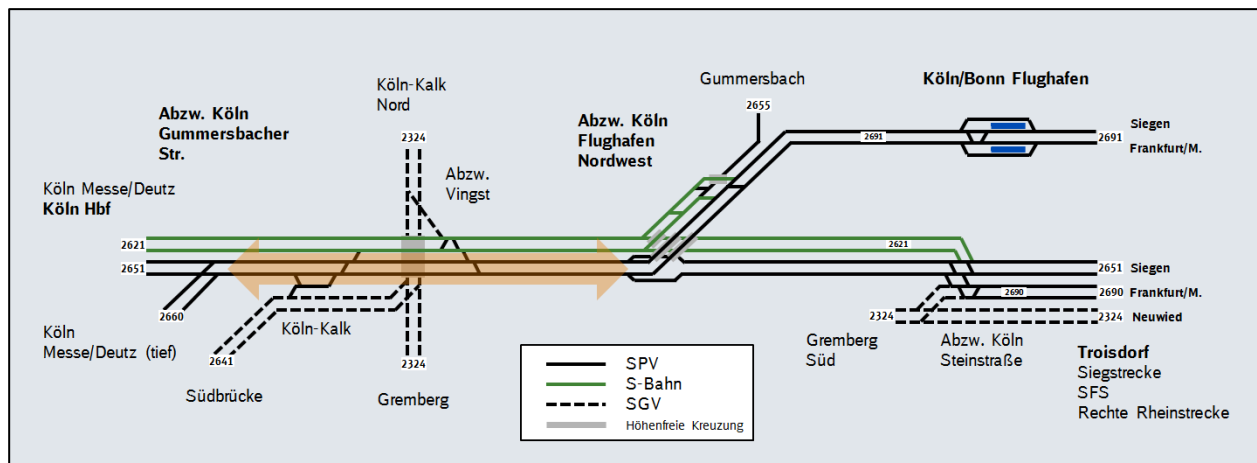 Köln-Kalk
Nord
Gummersbach
Köln/Bonn Flughafen
Abzw. Köln
Gummersbacher
Str.
Abzw. Köln
Flughafen
Nordwest
2324
2655
2691
Siegen
2691
Frankfurt/M.
Abzw.
Vingst
Köln Messe/Deutz
Köln Hbf
2621
2621
2651
2651
Siegen
2690
2690
Frankfurt/M.
2660
2324
2324
Neuwied
Köln
Messe/Deutz (tief)
Köln-Kalk
Gremberg
Süd
Abzw. Köln
Steinstraße
2641
2324
Südbrücke
Gremberg
Troisdorf
Siegstrecke
SFS
Rechte Rheinstrecke
SPV
S-Bahn
SGV
Höhenfreie Kreuzung